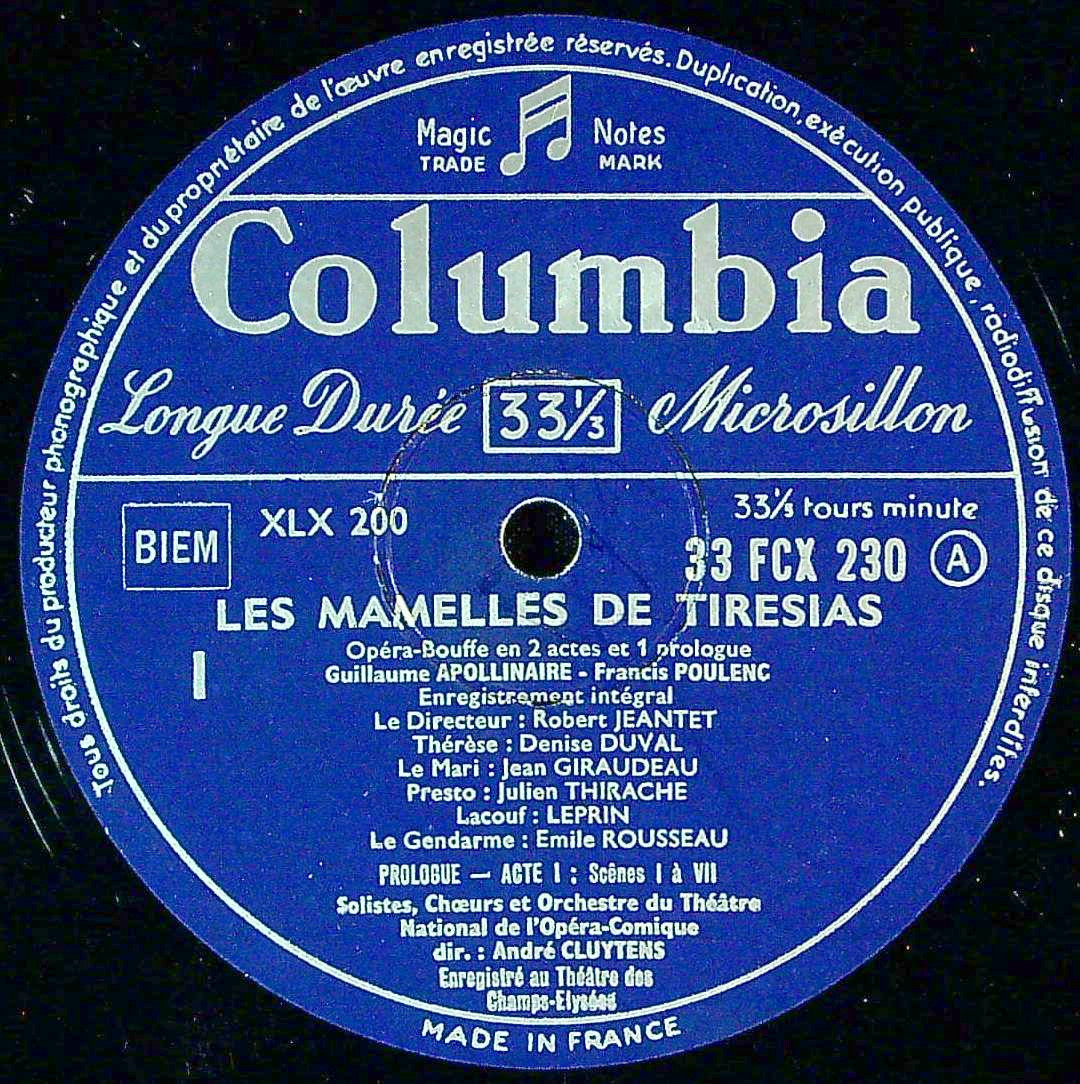 Tous droits du producteur phonographique et du propriétaire de l'œuvre enregistrée réservés. Duplication, exécution publique, radiodiffusion de ce disque interdites.
Magic Notes
TRADE MARK
Columbia
Longue Durée 33⅓ Microsillon
BIEM
XLX 200
33⅓ tours minute
33 FCX 230 A
LES MAMELLES DE TIRESIAS
I
Opéra-Bouffe en 2 actes et 1 prologue
Guillaume APOLLINAIRE - Francis POULENC
Enregistrement intégral
Le Directeur : Robert JEANTET
Thérèse : Denise DUVAL
Le Mari : Jean GIRAUDEAU
Presto : Julien THIRACHE
Lacouf : LEPRIN
Le Gendarme : Emile ROUSSEAU
PROLOGUE — ACTE I : Scênes I à VII
Solistes, Chœurs et Orchestre du Théâtre
National de l'Opéra-Comique
dir. : André CLUYTENS
Enregistré au Théâtre des
Champs-Elysées
MADE IN FRANCE